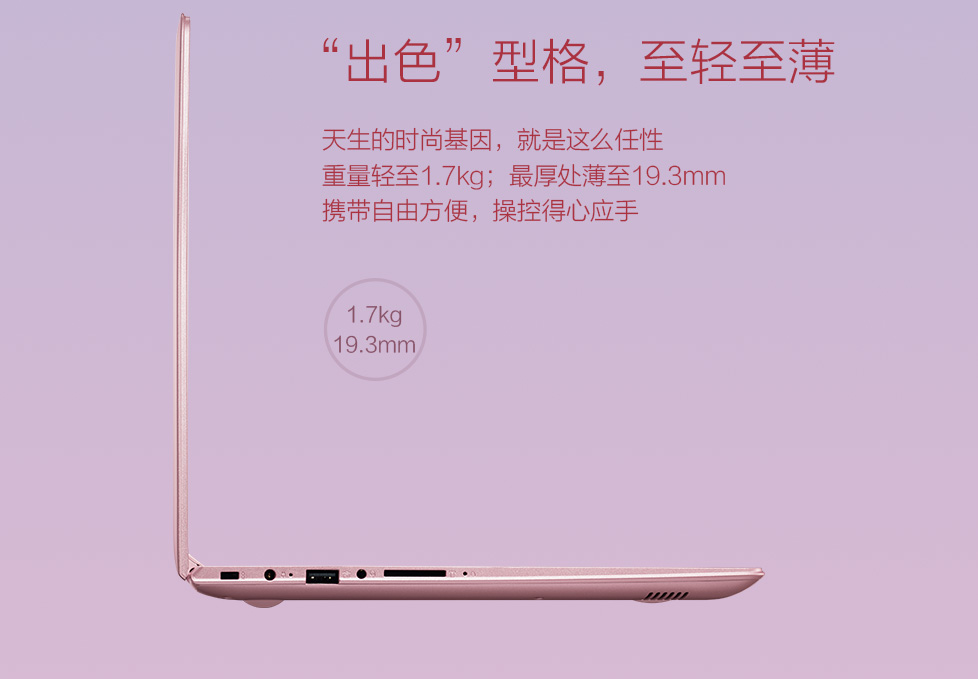 “出色”型格，至轻至薄
天生的时尚基因，就是这么任性
重量轻至1.7kg；最厚处薄至19.3mm
携带自由方便，操控得心应手
1.7kg
19.3mm